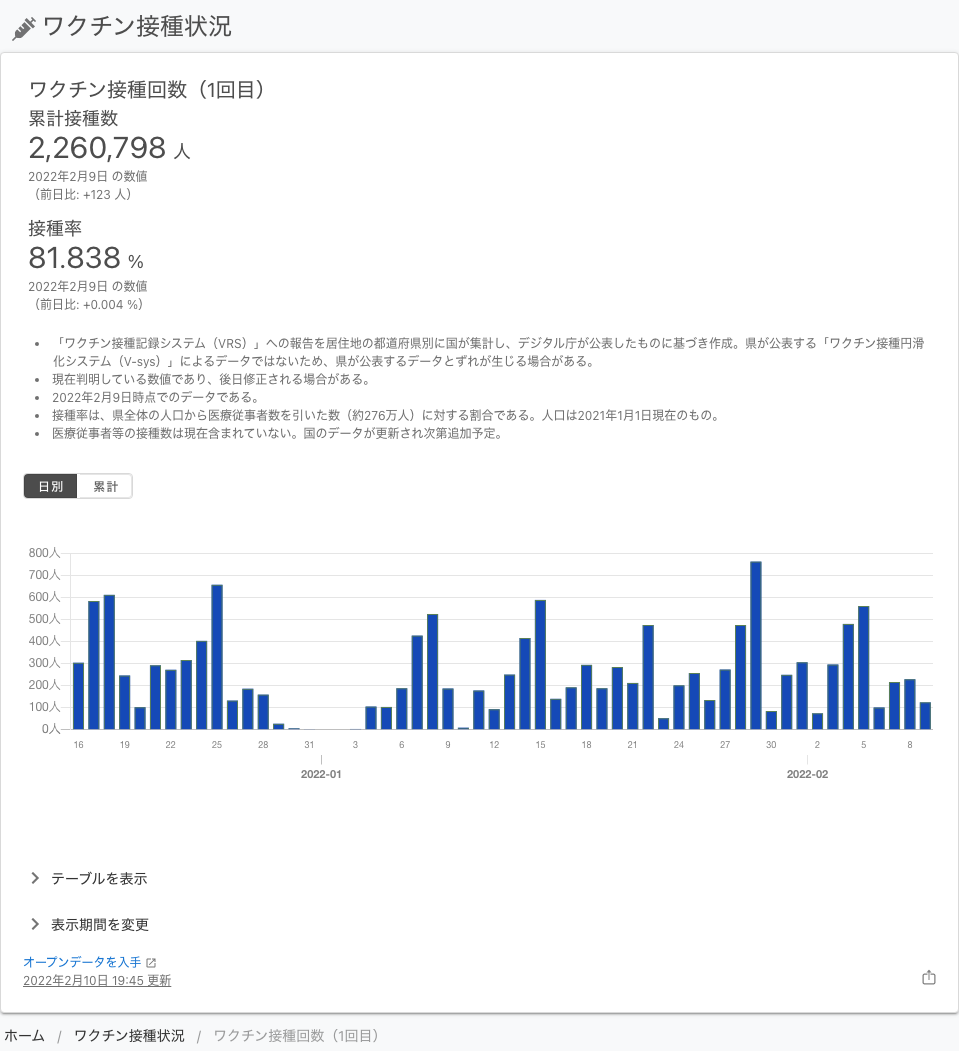 ワクチン接種状況
ワクチン接種回数（1回目）
累計接種数
2,260,798 人
2022年2月9日 の数値
（前日比: +123 人）
接種率
81.838 %
2022年2月9日 の数値
（前日比: +0.004 %）
• 「ワクチン接種記録システム（VRS）」への報告を居住地の都道府県別に国が集計し、デジタル庁が公表したものに基づき作成。県が公表する「ワクチン接種円滑
化システム（V-sys）」によるデータではないため、県が公表するデータとずれが生じる場合がある。
• 現在判明している数値であり、後日修正される場合がある。
• 2022年2月9日時点でのデータである。
• 接種率は、県全体の人口から医療従事者数を引いた数（約276万人）に対する割合である。人口は2021年1月1日現在のもの。
• 医療従事者等の接種数は現在含まれていない。国のデータが更新され次第追加予定。
日別 累計
800人
700人
600人
500人
400人
300人
200人
100人
0人
16 19 22 25 28 31 3 6 9 12 15 18 21 24 27 30 2 5 8
2022-01 2022-02
テーブルを表示
表示期間を変更
オープンデータを入手
2022年2月10日 19:45 更新
ホーム / ワクチン接種状況 / ワクチン接種回数（1回目）